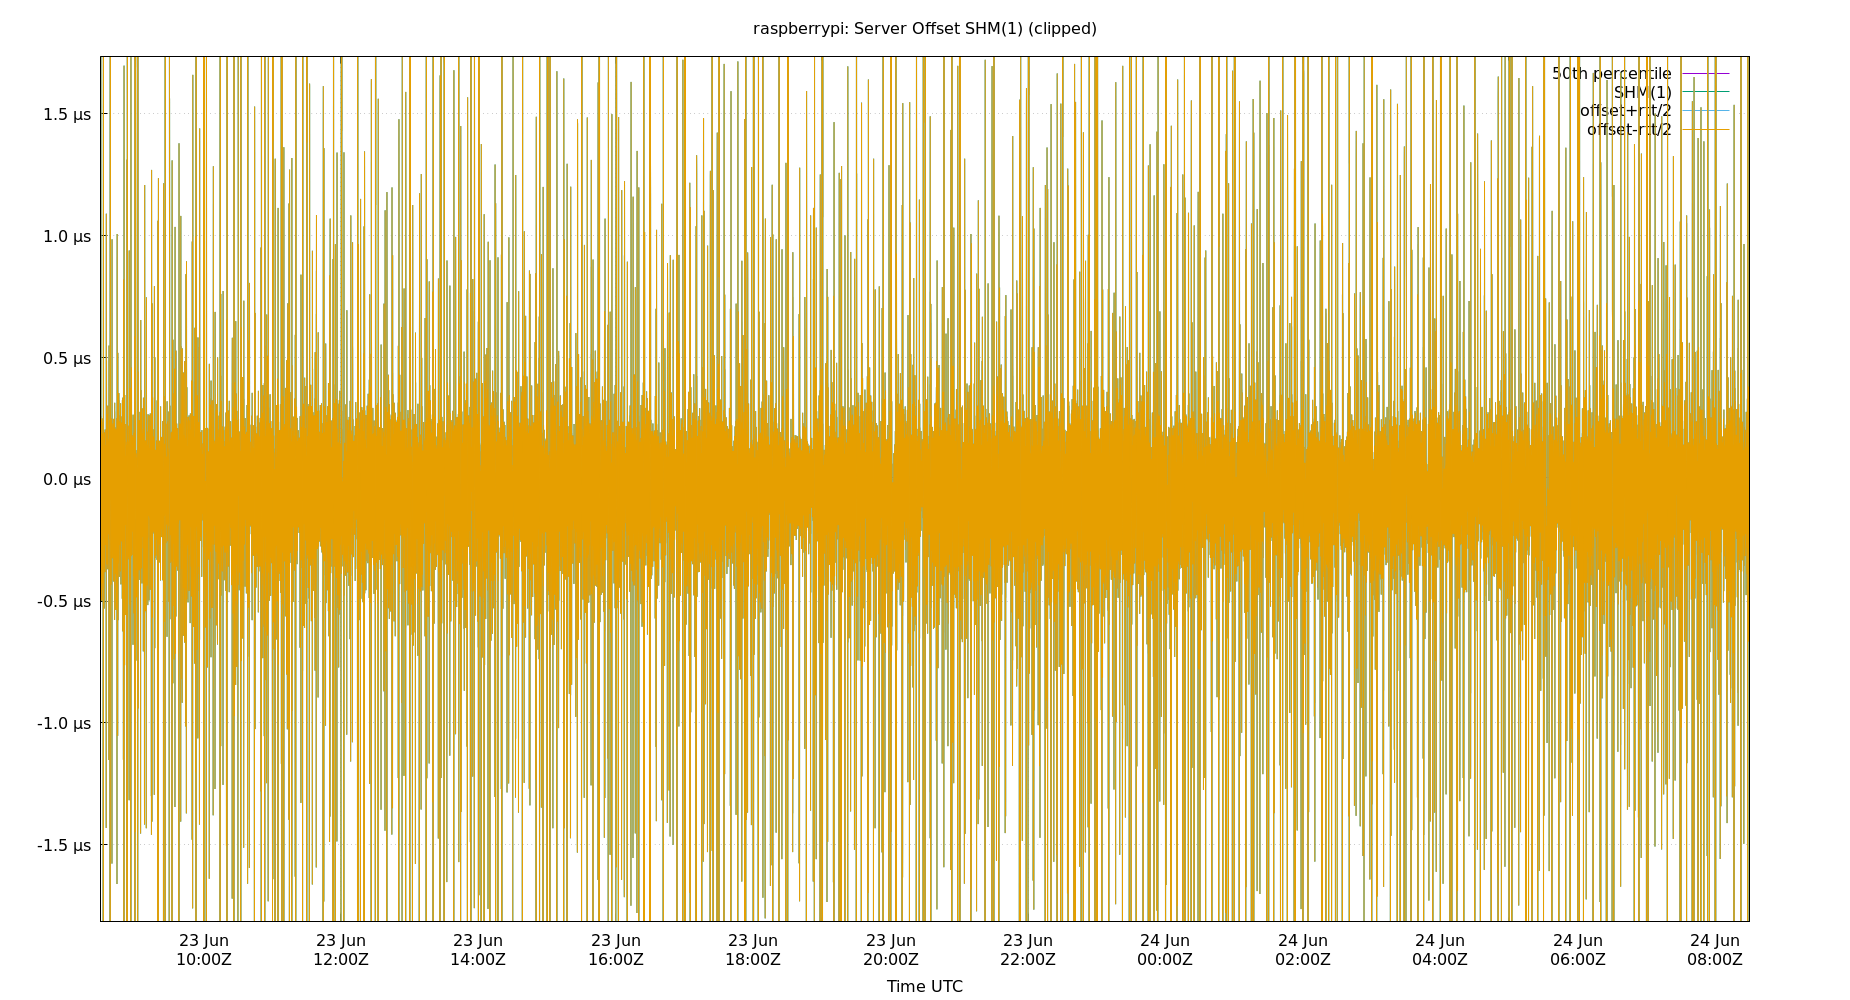 raspberrypi: Server Offset SHM(1) (clipped)
50th percentile
SHM(1)
offset+rtt/2
offset-rtt/2
1.5 µs
1.0 µs
0.5 µs
0.0 µs
-0.5 µs
-1.0 µs
-1.5 µs
23 Jun 23 Jun 23 Jun 23 Jun 23 Jun 23 Jun 23 Jun 24 Jun 24 Jun 24 Jun 24 Jun 24 Jun
10:00Z 12:00Z 14:00Z 16:00Z 18:00Z 20:00Z 22:00Z 00:00Z 02:00Z 04:00Z 06:00Z 08:00Z
Time UTC